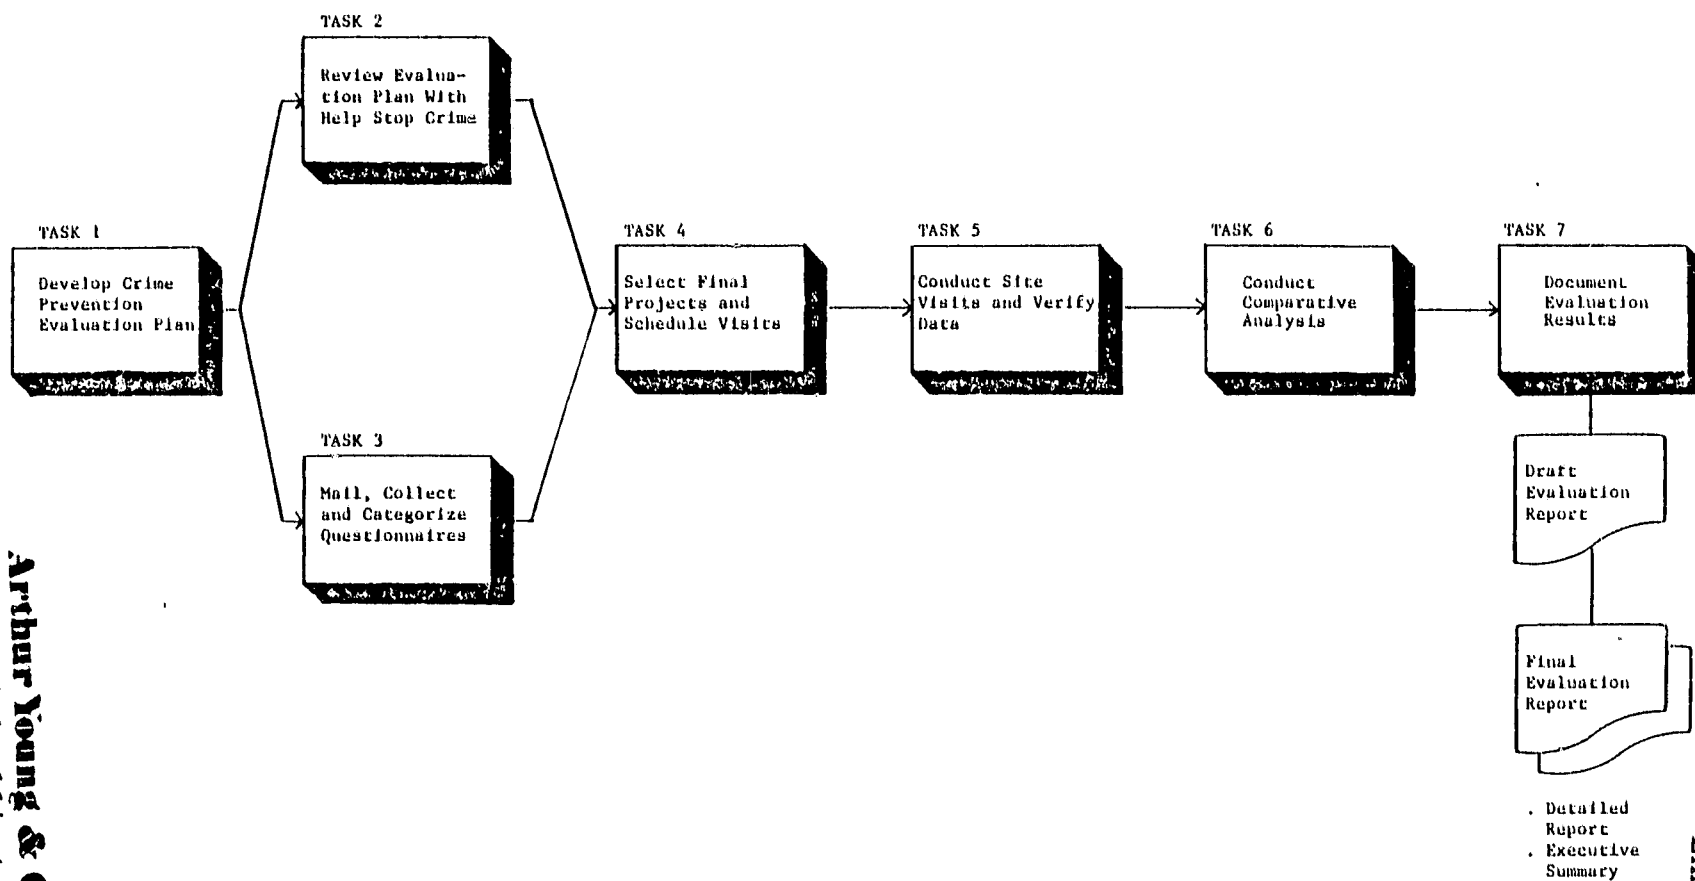 TASK 2
Review Evalua-
tion Plan With
Help Stop Crime
TASK 1
Develop Crime
Prevention
Evaluation Plan
TASK 3
Mail, Collect
and Categorize
Questionnaires
TASK 4
Select Final
Projects and
Schedule Visits
TASK 5
Conduct Site
Visits and Verify
Data
TASK 6
Conduct
Comparative
Analysis
TASK 7
Document
Evaluation
Results
Draft
Evaluation
Report
Final
Evaluation
Report
. Detailed
Report
. Executive
Summary
Arthur Young &